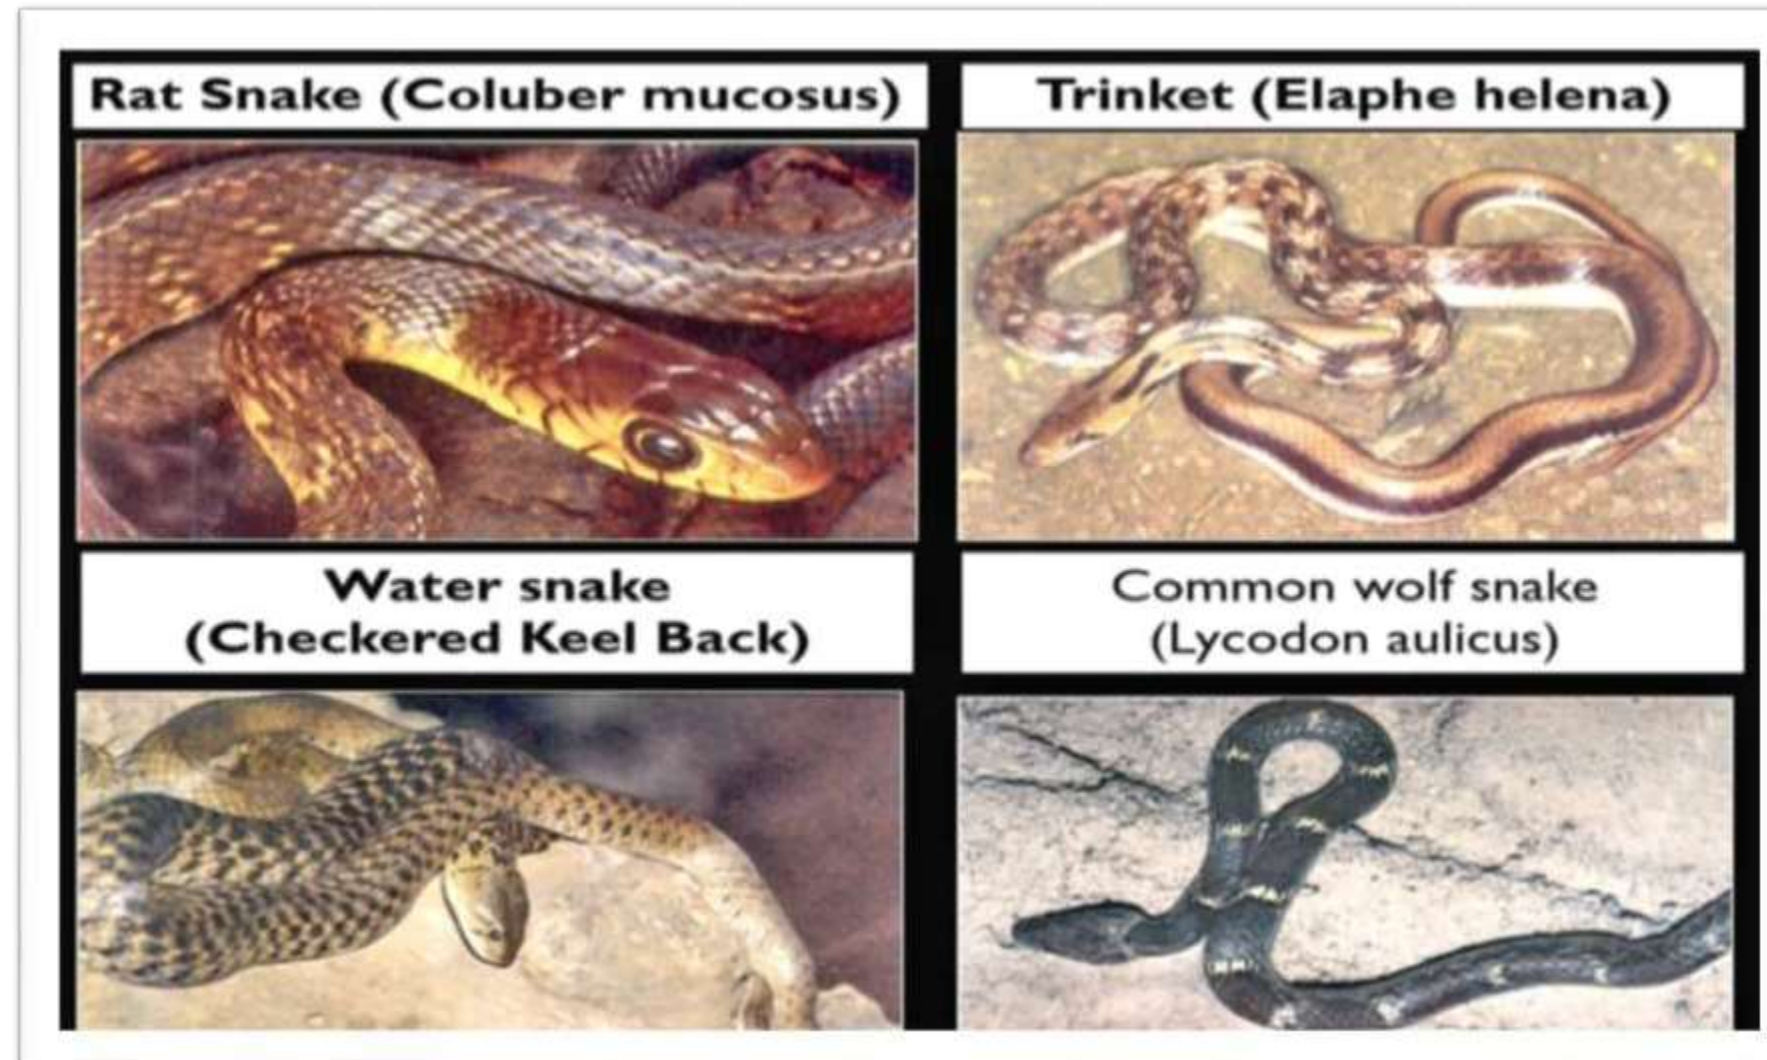 Rat Snake (Coluber mucosus)
Trinket (Elaphe helena)
Water snake
(Checkered Keel Back)
Common wolf snake
(Lycodon aulicus)